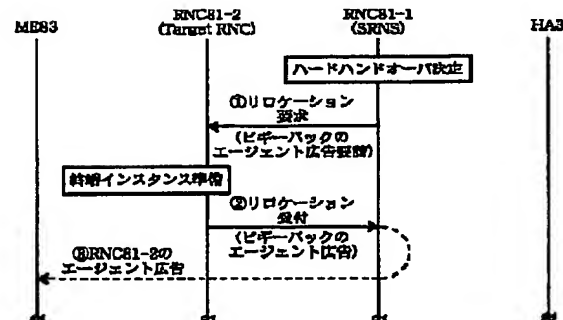 ME83
RNC81-2
(Target RNC)
RNC81-1
(SRNS)
HA3
ハードハンドオーバ決定
①リロケーション
要求
(ピギーバックの
エージェント広告要請)
終端インスタンス準備
②リロケーション
受付
(ピギーバックの
エージェント広告)
③RNC81-2の
エージェント広告